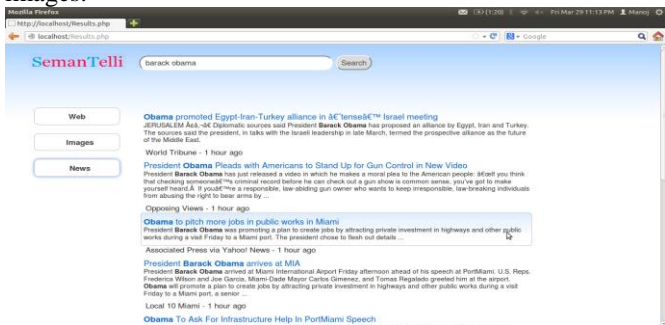 images.
Mozilla Firefox
(1:20) Fri Mar 29 11:13 PM Manoj
http://localhost/Results.php
localhost/Results.php
Google
SemanTelli
barack obama
Search
Web
Images
News
Obama promoted Egypt-Iran-Turkey alliance in â€˜tenseâ€™ Israel meeting
JERUSALEM Diplomatic sources said President Barack Obama has proposed an alliance by Egypt, Iran and Turkey.
The sources said the president, in talks with the Israeli leadership in late March, termed the prospective alliance as the future
of the Middle East.
World Tribune - 1 hour ago
President Obama Pleads with Americans to Stand Up for Gun Control in New Video
President Barack Obama has just released a video in which he makes a moral ples to the American people: you think
that checking someoneâ€™s criminal record before he can check out a gun show is common sense, you've got to make
yourself heard.Â If youâ€™re a responsible, law-abiding gun owner who wants to keep irresponsible, law-breaking individuals
from abusing the right to bear arms by ...
Opposing Views - 1 hour ago
Obama to pitch more jobs in public works in Miami
President Barack Obama was promoting a plan to create jobs by attracting private investment in highways and other public
works during a visit Friday to a Miami port. The president chose to flesh out details ...
Associated Press via Yahoo! News - 1 hour ago
President Barack Obama arrives at MIA
President Barack Obama arrived at Miami International Airport Friday afternoon ahead of his speech at PortMiami. U.S. Reps.
Frederica Wilson and Joe Garcia, Miami-Dade Mayor Carlos Gimenez, and Tomas Regalado greeted him at the airport.
Obama will promote a plan to create jobs by attracting private investment in highways and other public works during a visit
Friday to a Miami port, a senior ...
Local 10 Miami - 1 hour ago
Obama To Ask For Infrastructure Help In PortMiami Speech